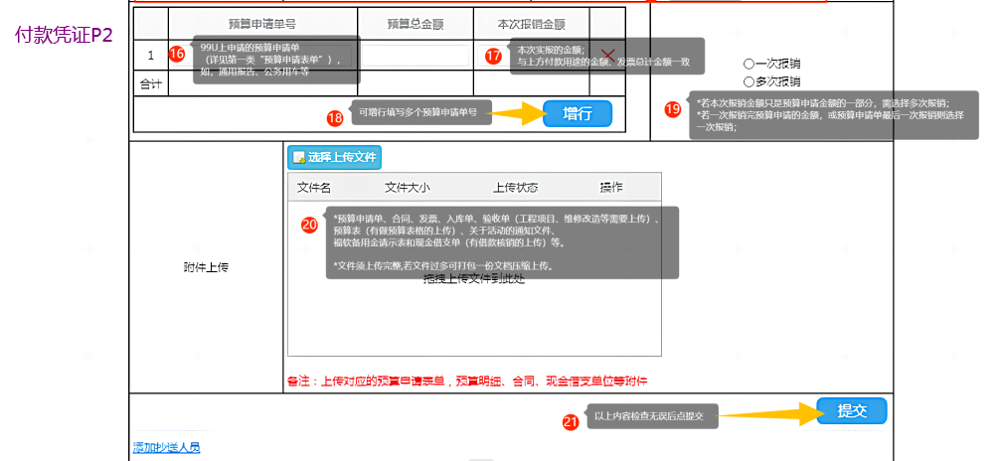 付款凭证P2
预算申请单号
预算总金额
本次报销金额
1
16
99U上申请的预算申请单
（详见第一类“预算申请表单”），
如，通用报告、公务用车等
17
本次实报的金额；
与上方付款用途的金额、发票总计金额一致
合计
18
可增行填写多个预算申请单号
增行
一次报销
多次报销
19
*若本次报销金额只是预算申请金额的一部分，需选择多次报销；
*若一次报销完预算申请的金额，或预算申请单最后一次报销则选择
一次报销；
附件上传
选择上传文件
文件名
文件大小
上传状态
操作
20
*预算申请单、合同、发票、入库单、验收单（工程项目、维修改造等需要上传）、
预算表（有做预算表格的上传）、关于活动的通知文件、
福软备用金请示表和现金借支单（有借款核销的上传）等。
*文件须上传完整,若文件过多可打包一份文档压缩上传。
拖拽上传文件到此处
备注：上传对应的预算申请表单，预算明细、合同、现金借支单位等附件
21
以上内容检查无误后点提交
提交
添加抄送人员